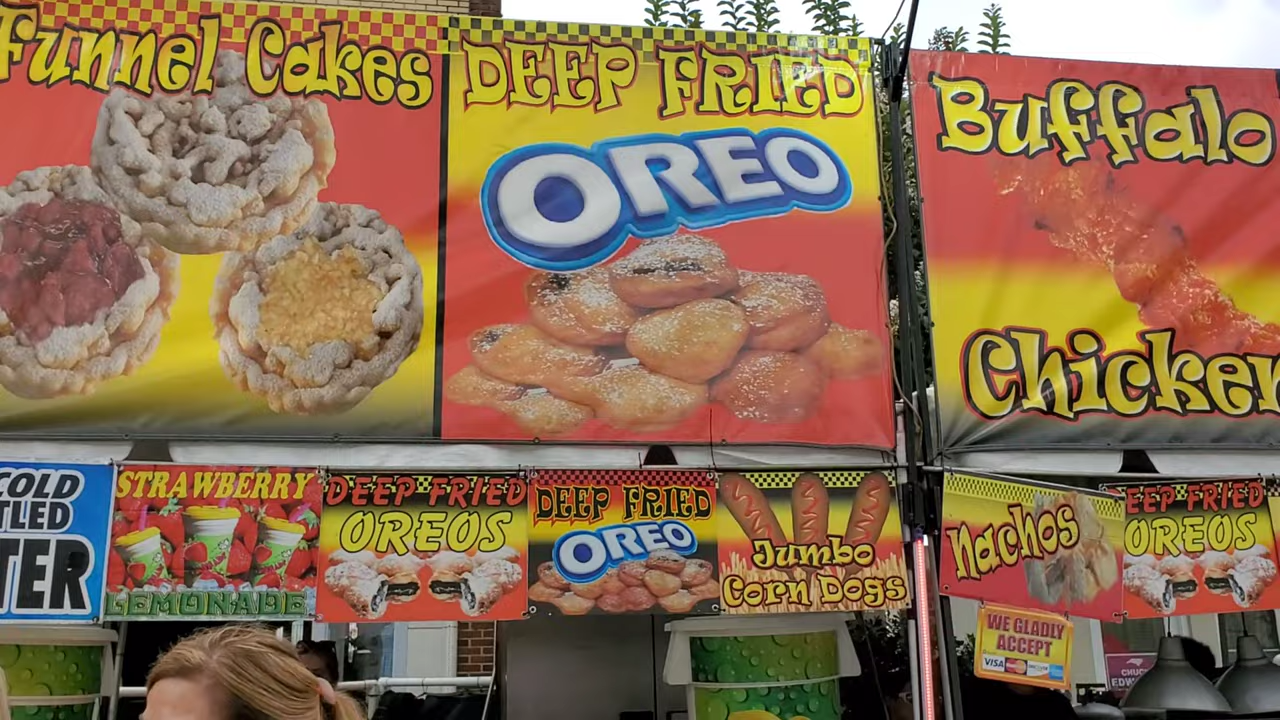 Funnel Cakes
DEEP FRIED
OREO
Buffalo
Chicken
COLD
TLED
TER
STRAWBERRY
LEMONADE
DEEP FRIED
OREOS
DEEP FRIED
OREO
Jumbo
Corn Dogs
Nachos
EEP FRIED
OREOS
WE GLADLY
ACCEPT
VISA